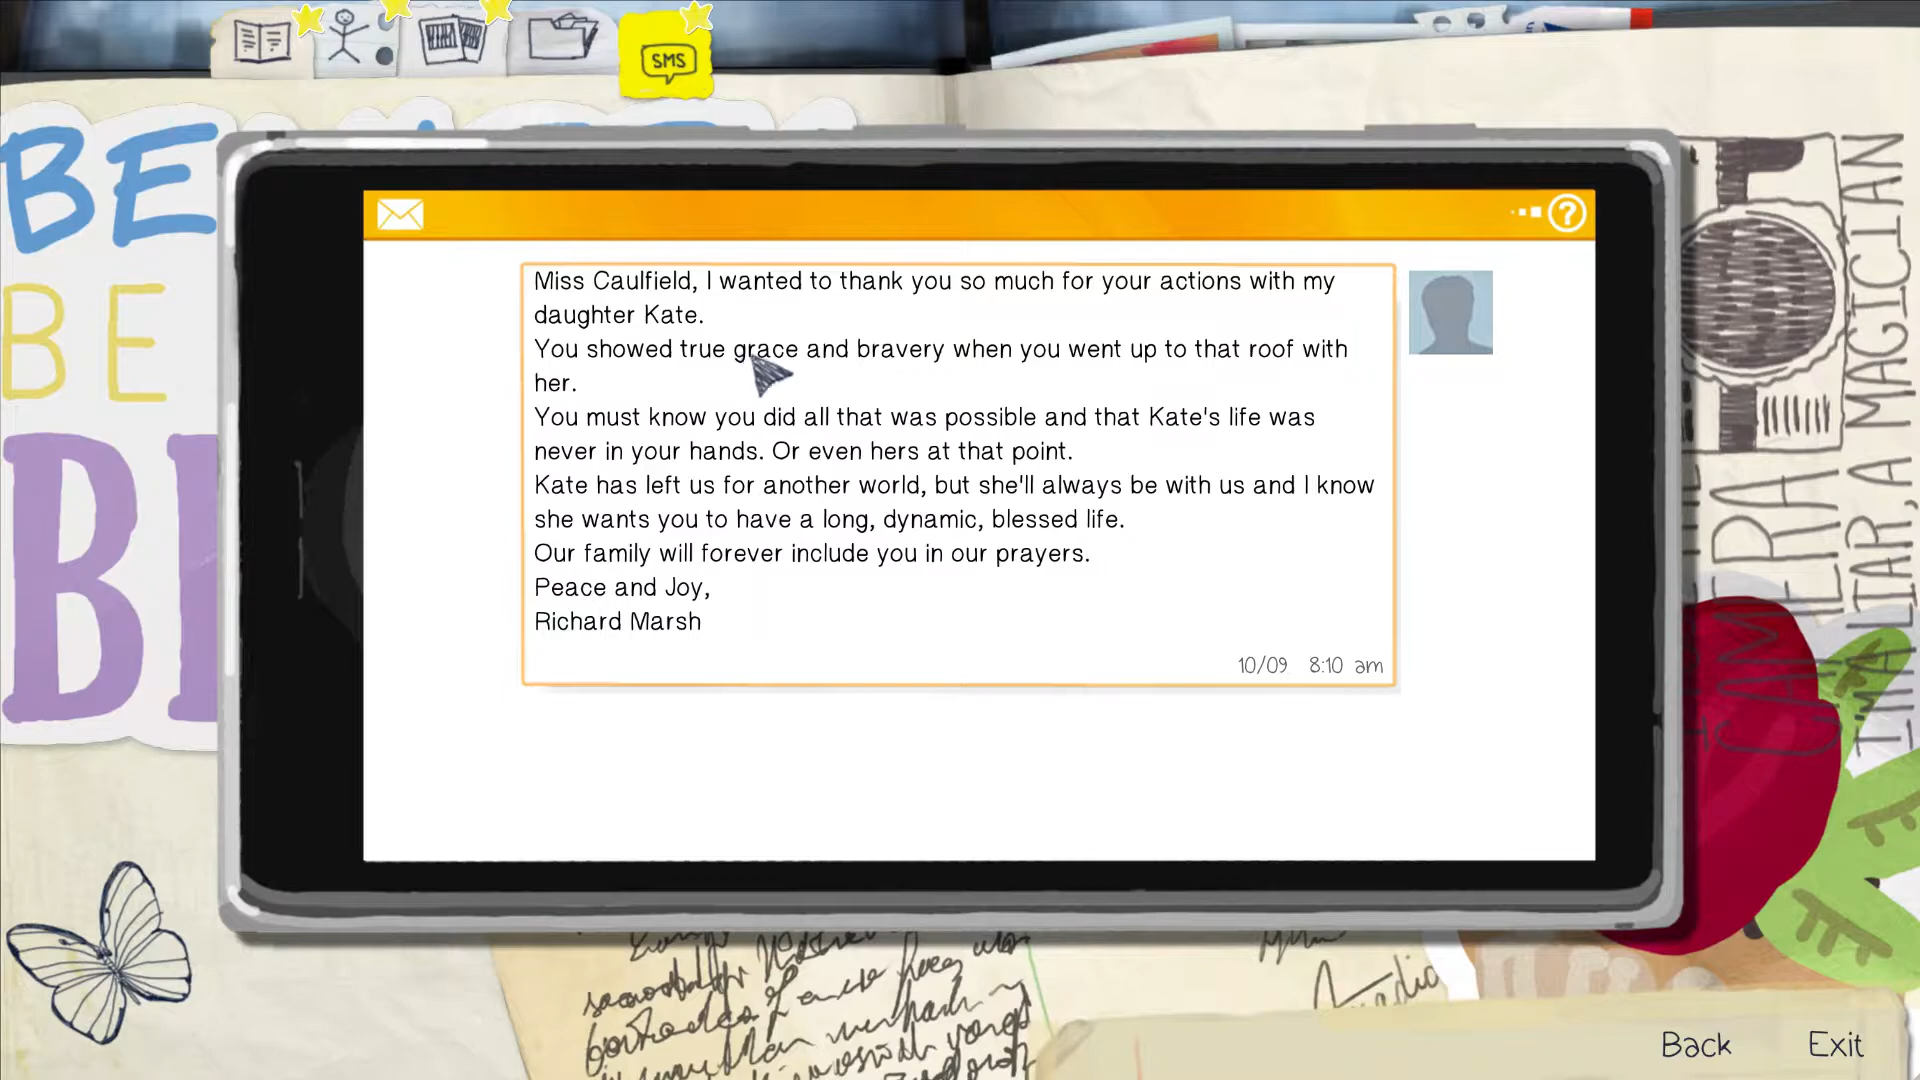 SMS
BE
BE
Miss Caulfield, I wanted to thank you so much for your actions with my
daughter Kate.
You showed true grace and bravery when you went up to that roof with
her.
You must know you did all that was possible and that Kate's life was
never in your hands. Or even hers at that point.
Kate has left us for another world, but she'll always be with us and I know
she wants you to have a long, dynamic, blessed life.
Our family will forever include you in our prayers.
Peace and Joy,
Richard Marsh
10/09 8:10 am
?
I'M A LIAR, A MAGICIAN
Back
Exit